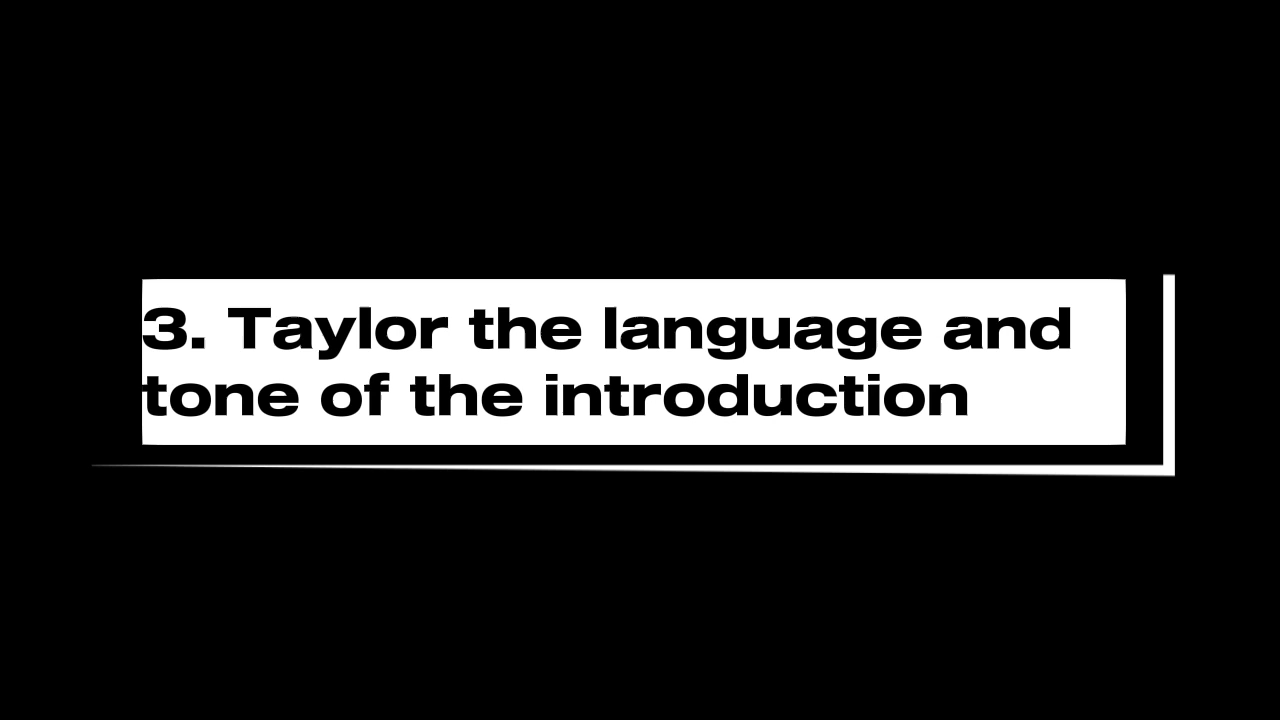 3. Taylor the language and
tone of the introduction